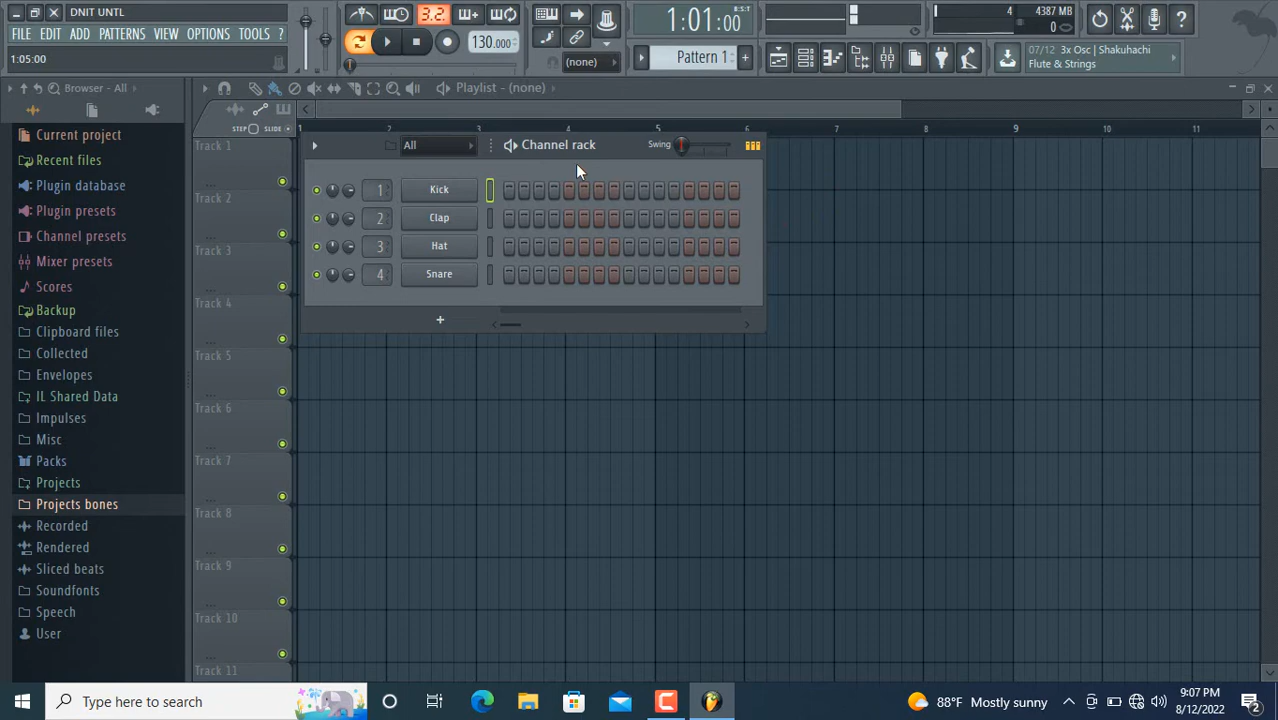 DNIT UNTL
FILE EDIT ADD PATTERNS VIEW OPTIONS TOOLS ?
1:05:00
3.2
130.000
1:01:00
B:S:T
(none)
Pattern 1
4
4387 MB
0
07/12 3x Osc | Shakuhachi
Flute & Strings
Browser - All
Playlist - (none)
STEP SLIDE
1 2 3 4 5 6 7 8 9 10 11
Current project
Recent files
Plugin database
Plugin presets
Channel presets
Mixer presets
Scores
Backup
Clipboard files
Collected
Envelopes
IL Shared Data
Impulses
Misc
Packs
Projects
Projects bones
Recorded
Rendered
Sliced beats
Soundfonts
Speech
User
Track 1
Track 2
Track 3
Track 4
Track 5
Track 6
Track 7
Track 8
Track 9
Track 10
Track 11
All
Channel rack
Swing
1 Kick
2 Clap
3 Hat
4 Snare
+
Type here to search
88°F Mostly sunny
9:07 PM
8/12/2022
2